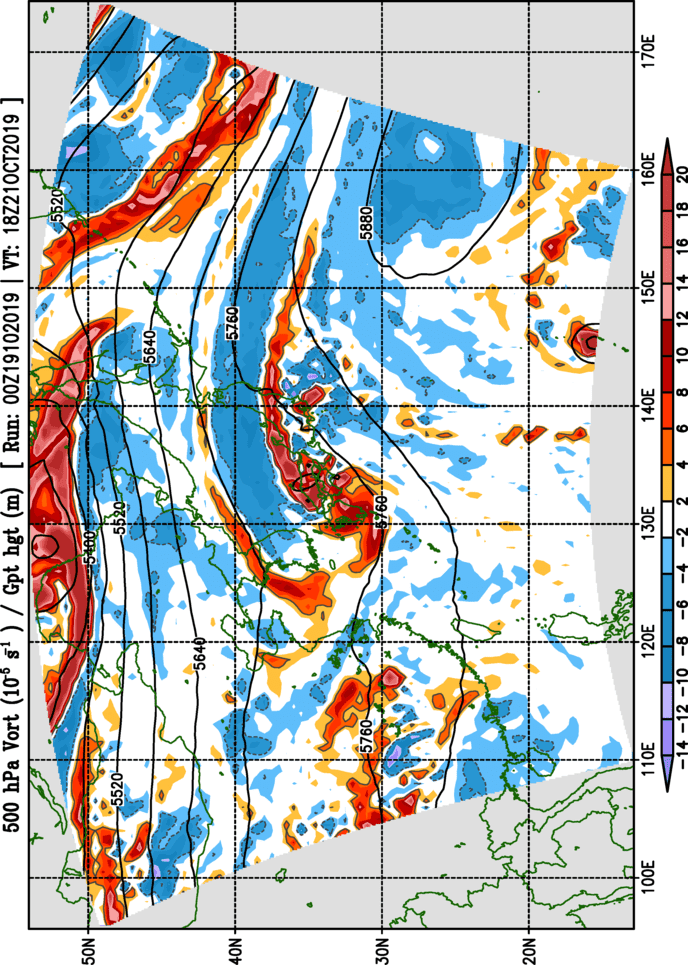 500 hPa Vort (10⁻⁵ s⁻¹ ) / Gpt hgt (m) [ Run: 00Z19102019 | VT: 18Z21OCT2019 ]
50N
40N
30N
20N
5520
5640
5760
5880
5400
5520
5640
5760
5520
5760
100E
110E
120E
130E
140E
150E
160E
170E
−14
−12
−10
−8
−6
−4
−2
2
4
6
8
10
12
14
16
18
20